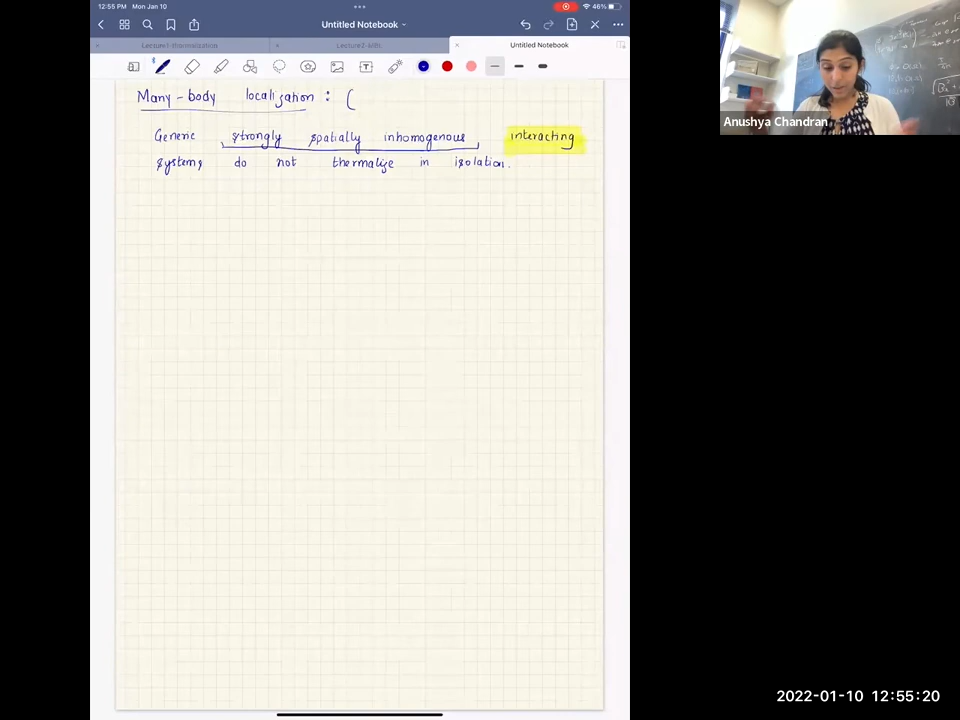 12:55 PM Mon Jan 10
46%
Untitled Notebook
Lecture1-thermalization
Lecture2-MBL
Untitled Notebook
Many-body localization : (
Generic strongly spatially inhomogenous interacting
systems do not thermalize in isolation.
Anushya Chandran
2022-01-10 12:55:20